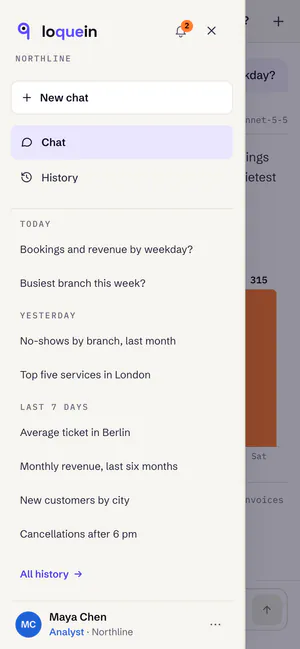 loquein
2
NORTHLINE
+ New chat
Chat
History
TODAY
Bookings and revenue by weekday?
Busiest branch this week?
YESTERDAY
No-shows by branch, last month
Top five services in London
LAST 7 DAYS
Average ticket in Berlin
Monthly revenue, last six months
New customers by city
Cancellations after 6 pm
All history →
MC
Maya Chen
Analyst · Northline
?
+
kday?
nnet-5-5
ings
ietest
315
Sat
nvoices